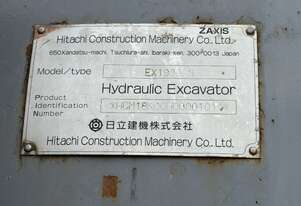 ZAXIS
Hitachi Construction Machinery Co., Ltd.
650 Kandatsu-machi, Tsuchiura-shi, Ibaraki-ken, 300-0013 Japan
Model/type
Hydraulic Excavator
Product
Identification
Number
日立建機株式会社
Hitachi Construction Machinery Co., Ltd.